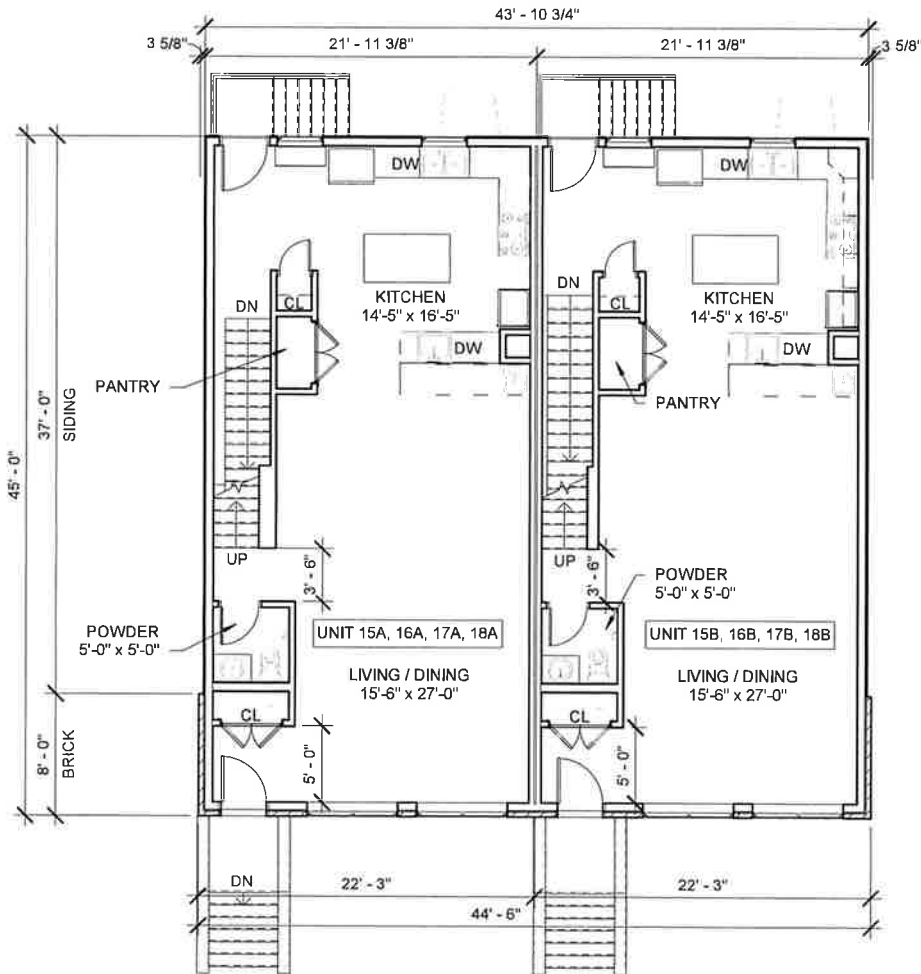 43' - 10 3/4"
3 5/8"
21' - 11 3/8"
21' - 11 3/8"
3 5/8"
DW
DW
CL
CL
DN
DN
KITCHEN
14'-5" x 16'-5"
KITCHEN
14'-5" x 16'-5"
DW
DW
PANTRY
PANTRY
45' - 0"
37' - 0"
SIDING
UP
UP
3' - 6"
3' - 6"
POWDER
5'-0" x 5'-0"
POWDER
5'-0" x 5'-0"
UNIT 15A, 16A, 17A, 18A
UNIT 15B, 16B, 17B, 18B
LIVING / DINING
15'-6" x 27'-0"
LIVING / DINING
15'-6" x 27'-0"
CL
CL
8' - 0"
BRICK
5' - 0"
5' - 0"
DN
22' - 3"
22' - 3"
44' - 6"